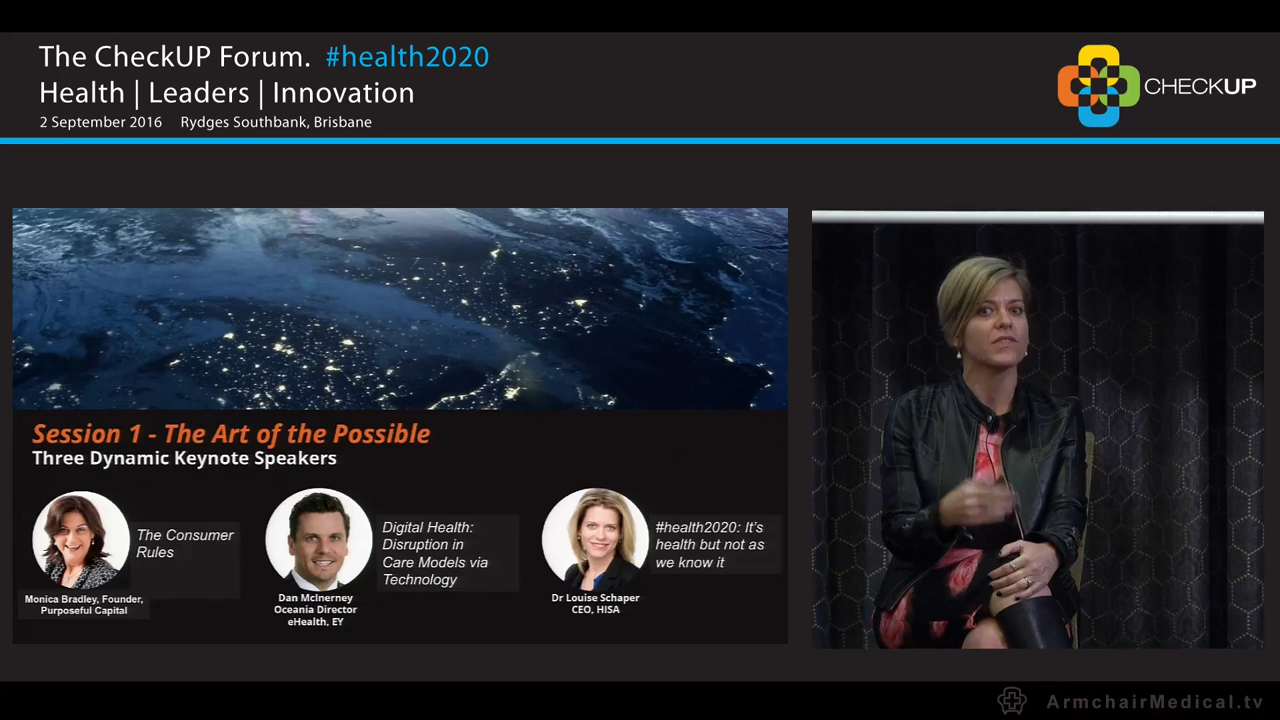 The CheckUP Forum. #health2020
Health | Leaders | Innovation
2 September 2016 Rydges Southbank, Brisbane
CHECKUP
Session 1 - The Art of the Possible
Three Dynamic Keynote Speakers
The Consumer
Rules
Monica Bradley, Founder,
Purposeful Capital
Digital Health:
Disruption in
Care Models via
Technology
Dan McInerney
Oceania Director
eHealth, EY
#health2020: It's
health but not as
we know it
Dr Louise Schaper
CEO, HISA
ArmchairMedical.tv